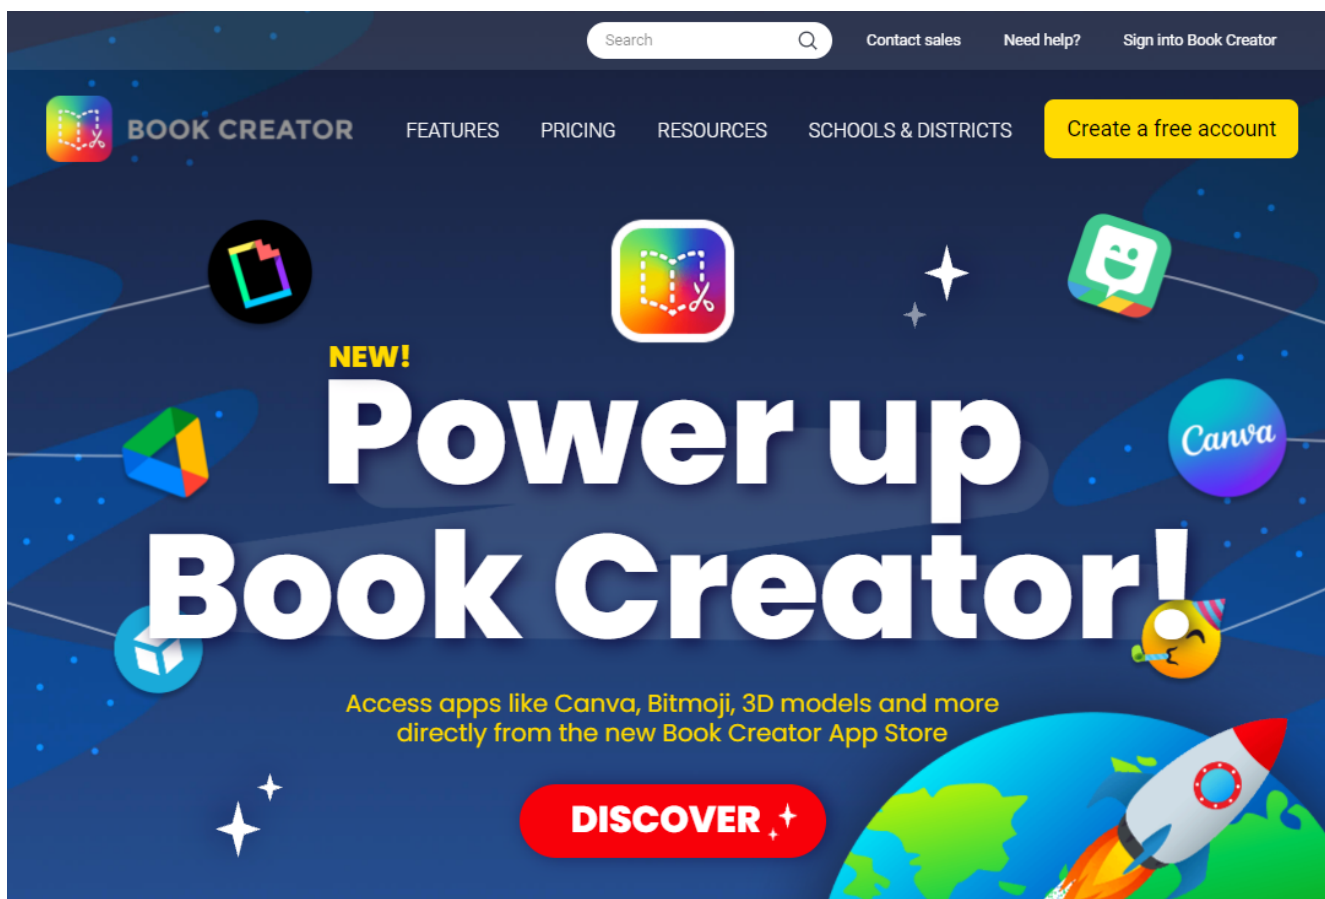 Search
Contact sales
Need help?
Sign into Book Creator
BOOK CREATOR
FEATURES
PRICING
RESOURCES
SCHOOLS & DISTRICTS
Create a free account
NEW!
Power up
Book Creator!
Canva
Access apps like Canva, Bitmoji, 3D models and more
directly from the new Book Creator App Store
DISCOVER